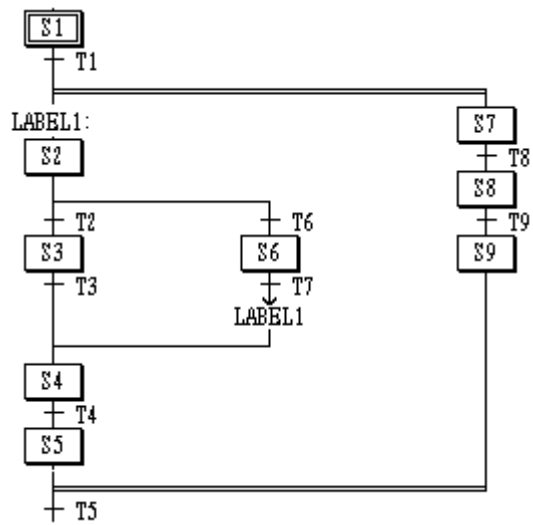 S1
T1
LABEL1:
S7
S2
T8
S8
T2 T6 T9
S3 S6 S9
T3 T7
LABEL1
S4
T4
S5
T5